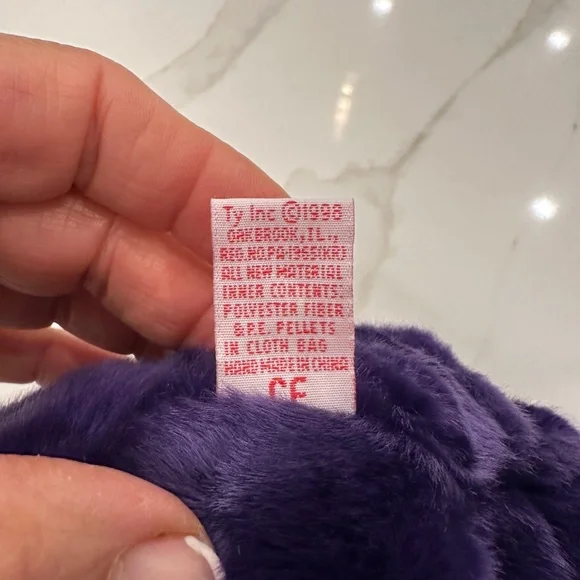 Ty Inc ©1998
OAKBROOK, IL.,
REG NO.PA 1965(KR)
ALL NEW MATERIAL
INNER CONTENTS:
POLYESTER FIBER
& P.E. PELLETS
IN CLOTH BAG
HAND MADE IN CHINA
CE